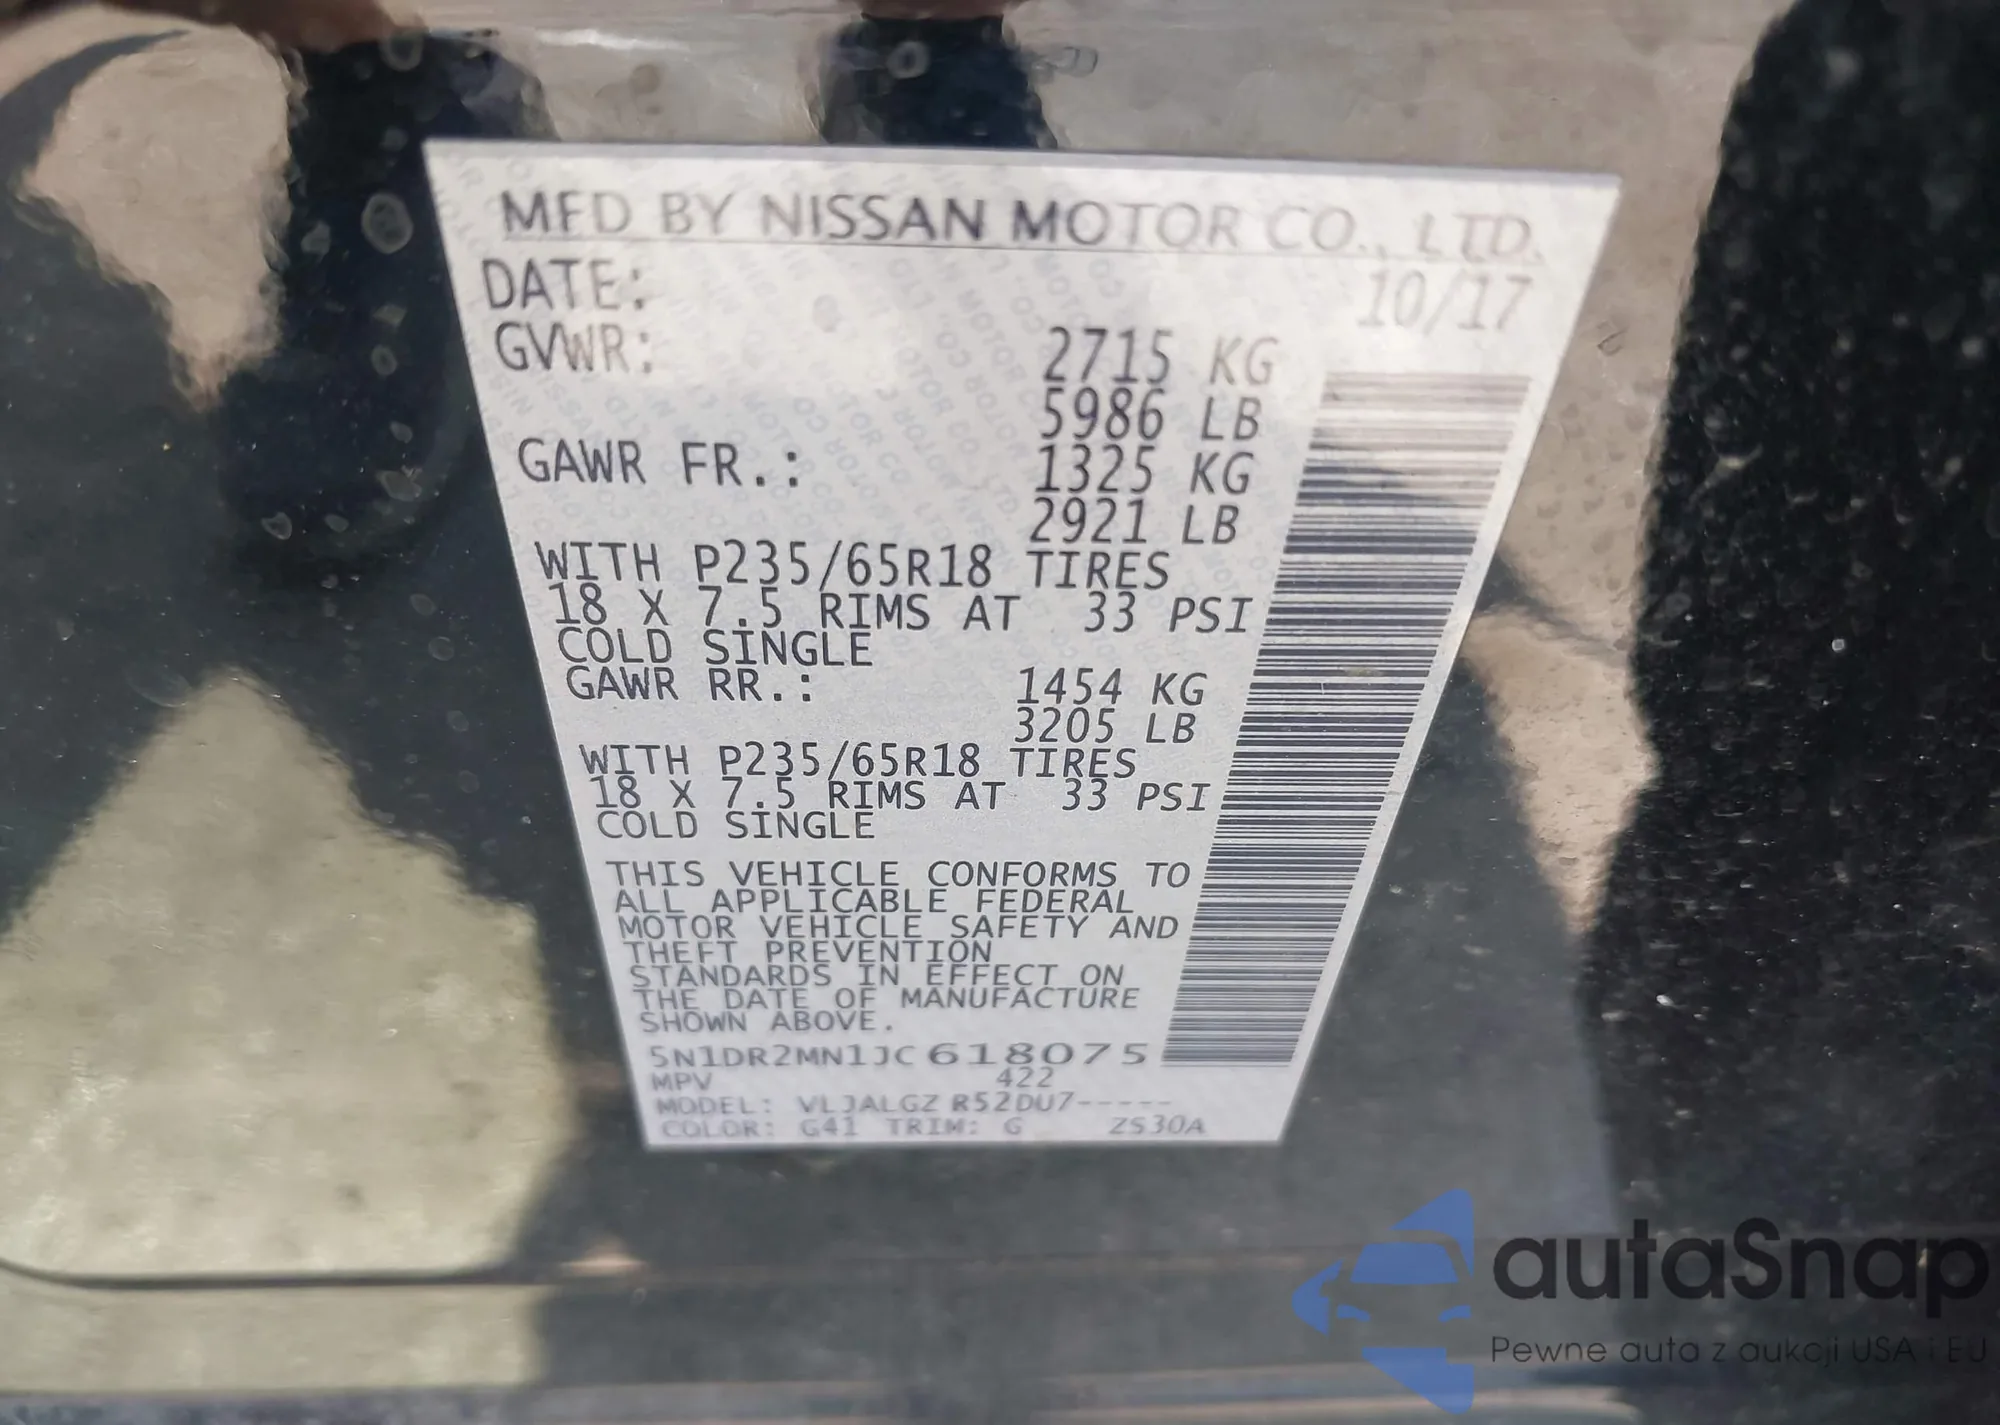 MFD BY NISSAN MOTOR CO., LTD.
DATE: 10/17
GVWR: 2715 KG
5986 LB
GAWR FR.: 1325 KG
2921 LB
WITH P235/65R18 TIRES
18 X 7.5 RIMS AT 33 PSI
COLD SINGLE
GAWR RR.: 1454 KG
3205 LB
WITH P235/65R18 TIRES
18 X 7.5 RIMS AT 33 PSI
COLD SINGLE
THIS VEHICLE CONFORMS TO
ALL APPLICABLE FEDERAL
MOTOR VEHICLE SAFETY AND
THEFT PREVENTION
STANDARDS IN EFFECT ON
THE DATE OF MANUFACTURE
SHOWN ABOVE.
5N1DR2MN1JC618075
MPV 422
MODEL: VLJALGZ R52DU7-----
COLOR: G41 TRIM: G ZS30A
autaSnap
Pewne auta z aukcji USA i EU